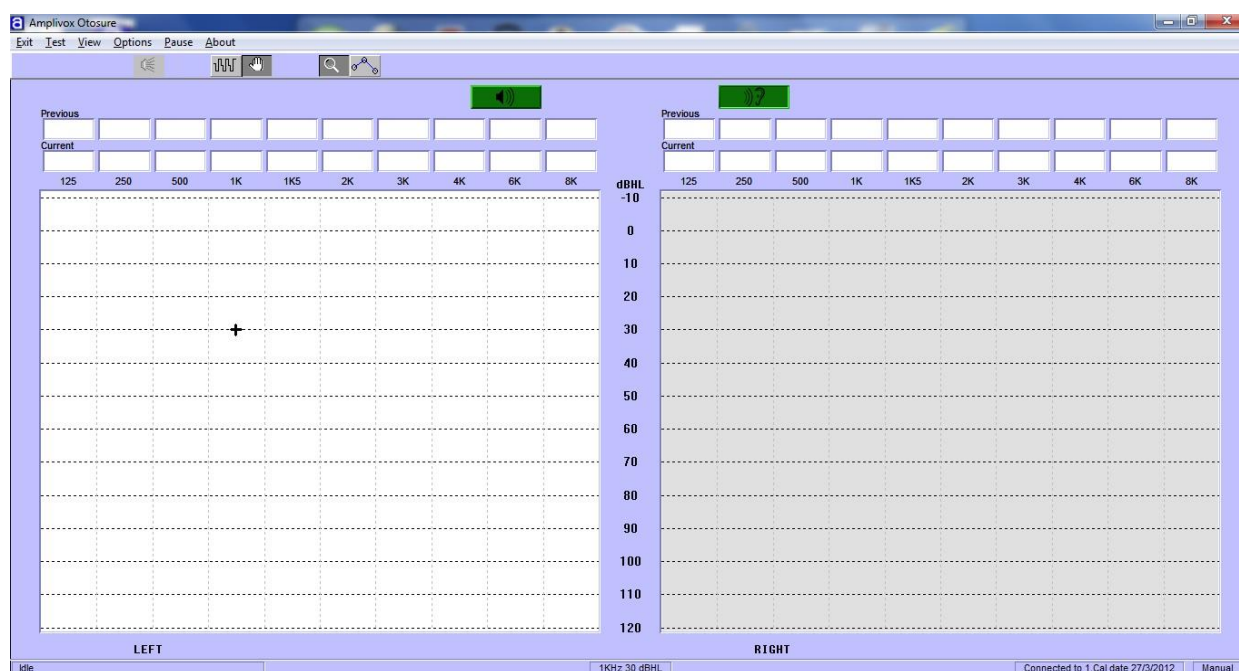 a Amplivox Otosure
Exit Test View Options Pause About
Previous Previous
Current Current
125 250 500 1K 1K5 2K 3K 4K 6K 8K dBHL 125 250 500 1K 1K5 2K 3K 4K 6K 8K
-10
0
10
20
30
40
50
60
70
80
90
100
110
120
LEFT RIGHT
Idle 1KHz 30 dBHL Connected to 1 Cal date 27/3/2012 Manual